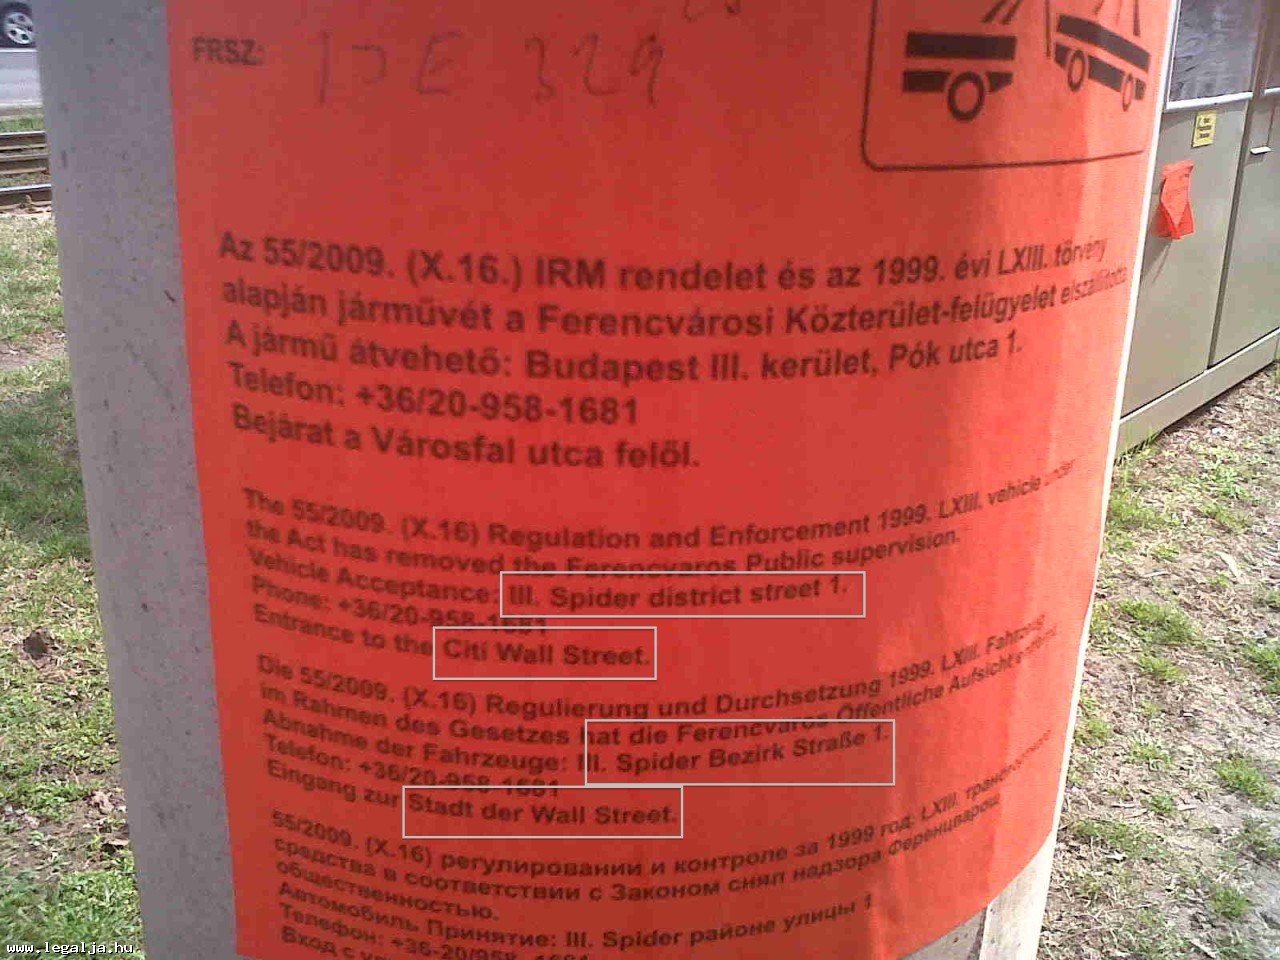 FRSZ: IDE 329
Az 55/2009. (X.16.) IRM rendelet és az 1999. évi LXIII. törvény
alapján járművét a Ferencvárosi Közterület-felügyelet elszállította
A jármű átvehető: Budapest III. kerület, Pók utca 1.
Telefon: +36/20-958-1681
Bejárat a Városfal utca felől.
The 55/2009. (X.16) Regulation and Enforcement 1999. LXIII. vehicle under
the Act has removed the Ferencvaros Public supervision.
Vehicle Acceptance: III. Spider district street 1.
Phone: +36/20-958-1681
Entrance to the Citi Wall Street.
Die 55/2009. (X.16) Regulierung und Durchsetzung 1999. LXIII. Fahrzeug
im Rahmen des Gesetzes hat die Ferencvaros Öffentliche Aufsicht
Abnahme der Fahrzeuge: III. Spider Bezirk Straße 1.
Telefon: +36/20-958-1681
Eingang zur Stadt der Wall Street.
55/2009. (X.16) регулировании и контроле за 1999 год. LXIII. транспортного
средства в соответствии с Законом снял надзора Ференцварош
общественностью.
Автомобиль Принятие: III. Spider районе улицы 1
Телефон: +36-20/958-1681
Вход с
www.legalja.hu